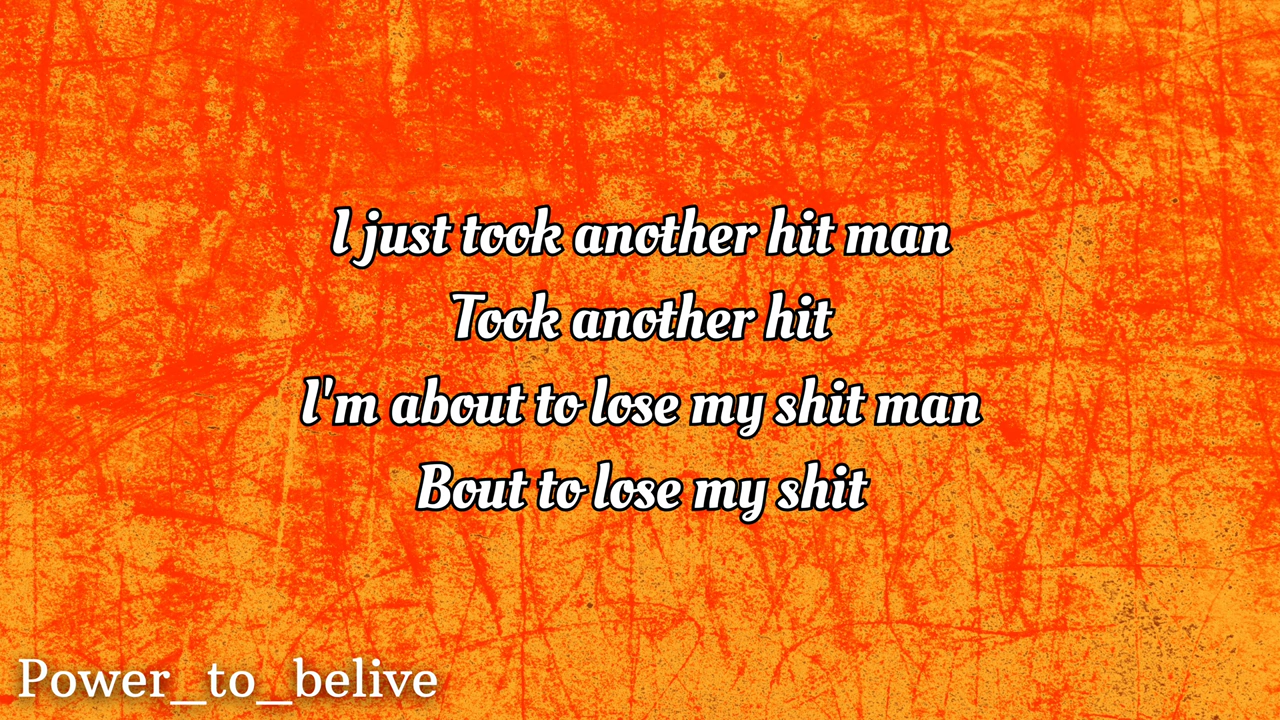 I just took another hit man
Took another hit
I'm about to lose my shit man
Bout to lose my shit
Power_to_belive